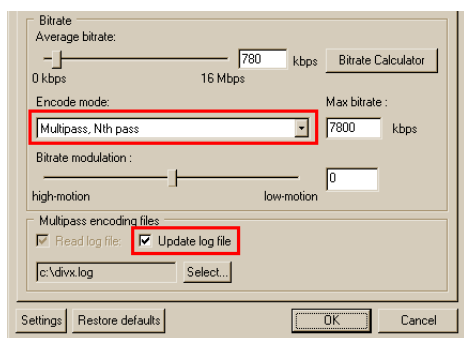 Bitrate
Average bitrate:
780 kbps Bitrate Calculator
0 kbps 16 Mbps
Encode mode: Max bitrate :
Multipass, Nth pass 7800 kbps
Bitrate modulation :
0
high-motion low-motion
Multipass encoding files
Read log file: Update log file
c:\divx.log Select...
Settings Restore defaults OK Cancel